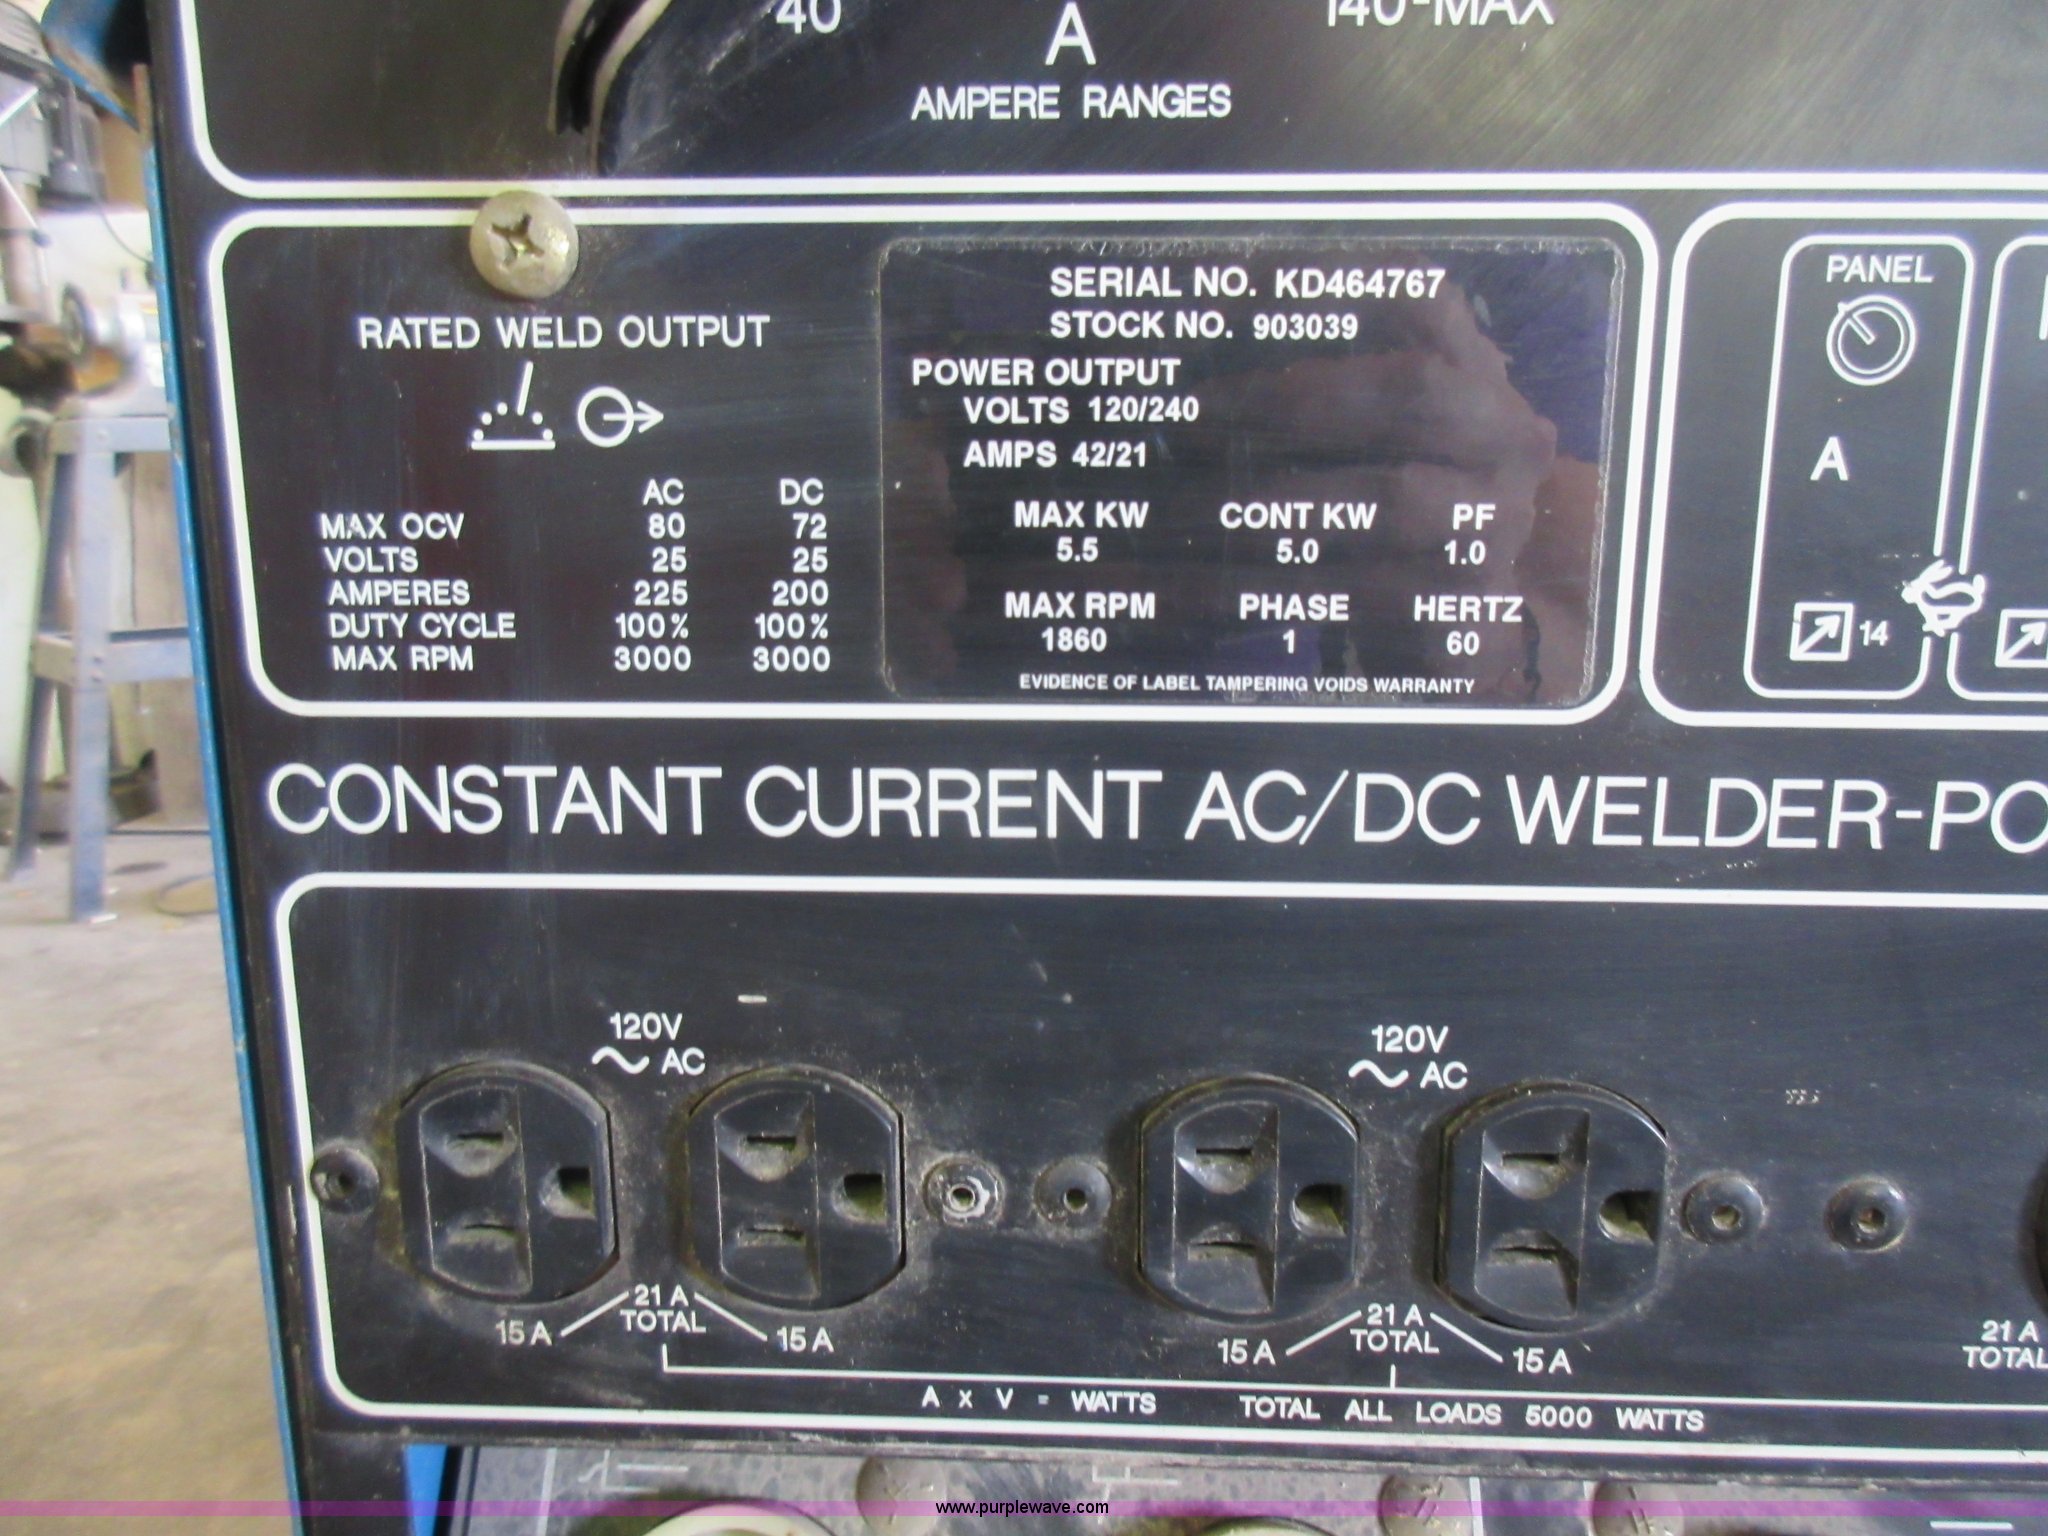 40
140-MAX
A
AMPERE RANGES
RATED WELD OUTPUT
AC DC
MAX OCV 80 72
VOLTS 25 25
AMPERES 225 200
DUTY CYCLE 100% 100%
MAX RPM 3000 3000
SERIAL NO. KD464767
STOCK NO. 903039
POWER OUTPUT
VOLTS 120/240
AMPS 42/21
MAX KW CONT KW PF
5.5 5.0 1.0
MAX RPM PHASE HERTZ
1860 1 60
EVIDENCE OF LABEL TAMPERING VOIDS WARRANTY
PANEL
A
14
CONSTANT CURRENT AC/DC WELDER-PO
120V
AC
120V
AC
15 A 21 A TOTAL 15 A
15 A 21 A TOTAL 15 A
21 A
TOTAL
A x V = WATTS TOTAL ALL LOADS 5000 WATTS
www.purplewave.com